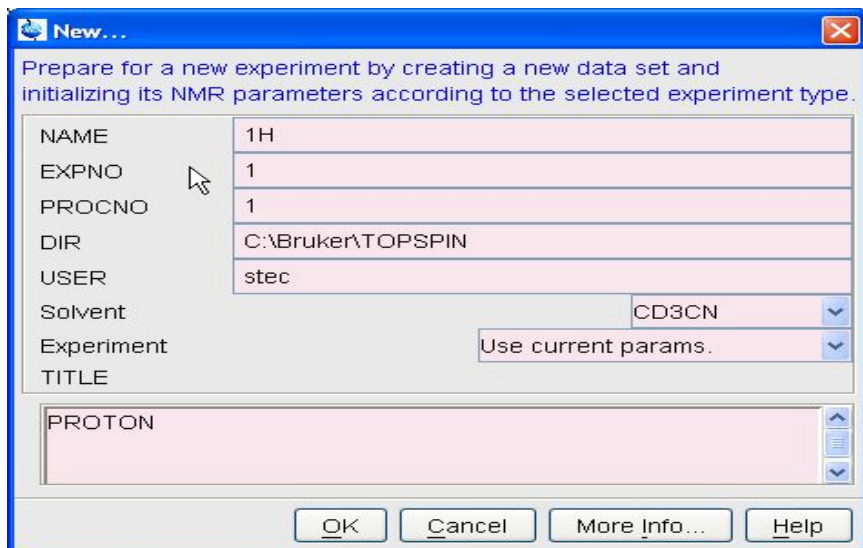 New...
Prepare for a new experiment by creating a new data set and
initializing its NMR parameters according to the selected experiment type.
NAME 1H
EXPNO 1
PROCNO 1
DIR C:\Bruker\TOPSPIN
USER stec
Solvent CD3CN
Experiment Use current params.
TITLE
PROTON
OK Cancel More Info... Help